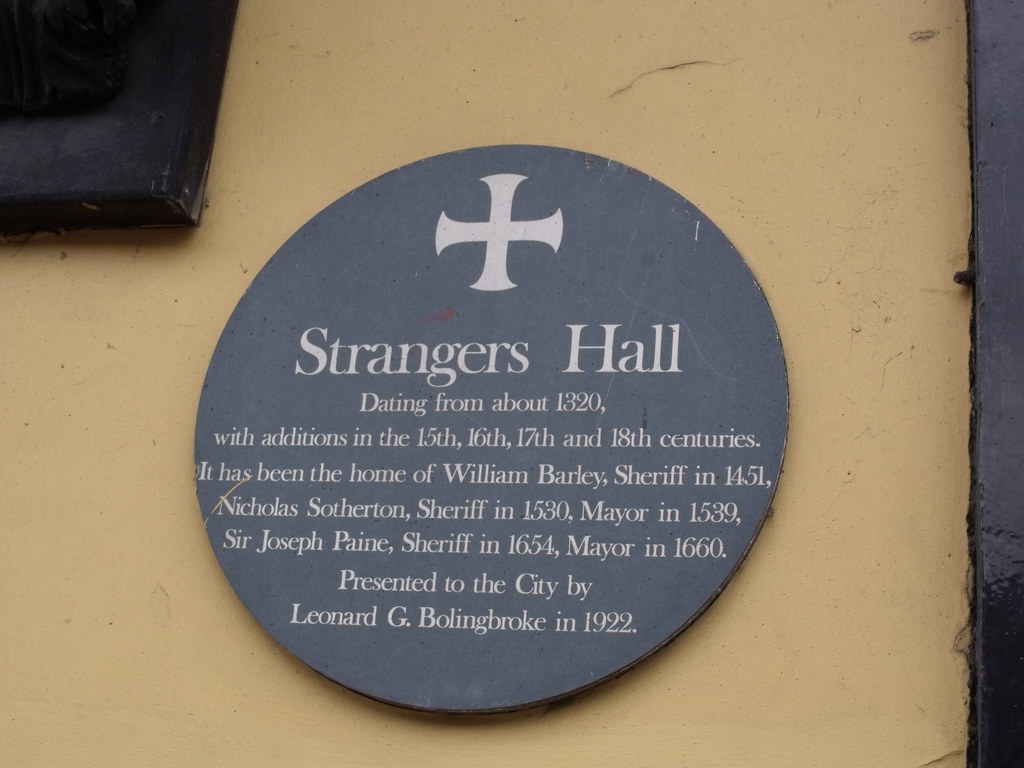 Strangers Hall
Dating from about 1320,
with additions in the 15th, 16th, 17th and 18th centuries.
It has been the home of William Barley, Sheriff in 1451,
Nicholas Sotherton, Sheriff in 1530, Mayor in 1539,
Sir Joseph Paine, Sheriff in 1654, Mayor in 1660.
Presented to the City by
Leonard G. Bolingbroke in 1922.